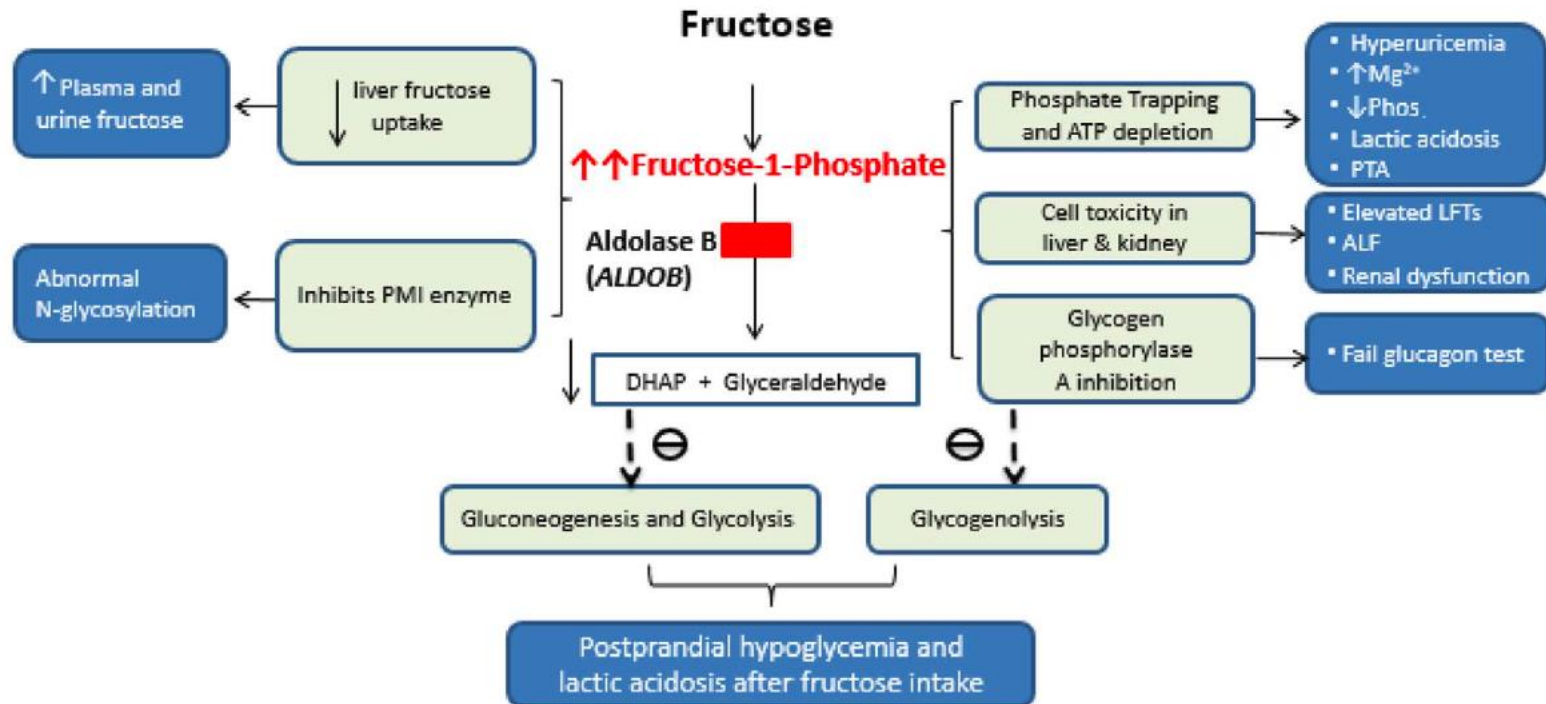 Fructose
↑ Plasma and
urine fructose
↓ liver fructose
uptake
Abnormal
N-glycosylation
Inhibits PMI enzyme
↑↑Fructose-1-Phosphate
Aldolase B
(ALDOB)
DHAP + Glyceraldehyde
Phosphate Trapping
and ATP depletion
▪ Hyperuricemia
▪ ↑Mg²⁺
▪ ↓Phos.
▪ Lactic acidosis
▪ PTA
Cell toxicity in
liver & kidney
▪ Elevated LFTs
▪ ALF
▪ Renal dysfunction
Glycogen
phosphorylase
A inhibition
▪ Fail glucagon test
Gluconeogenesis and Glycolysis
Glycogenolysis
Postprandial hypoglycemia and
lactic acidosis after fructose intake